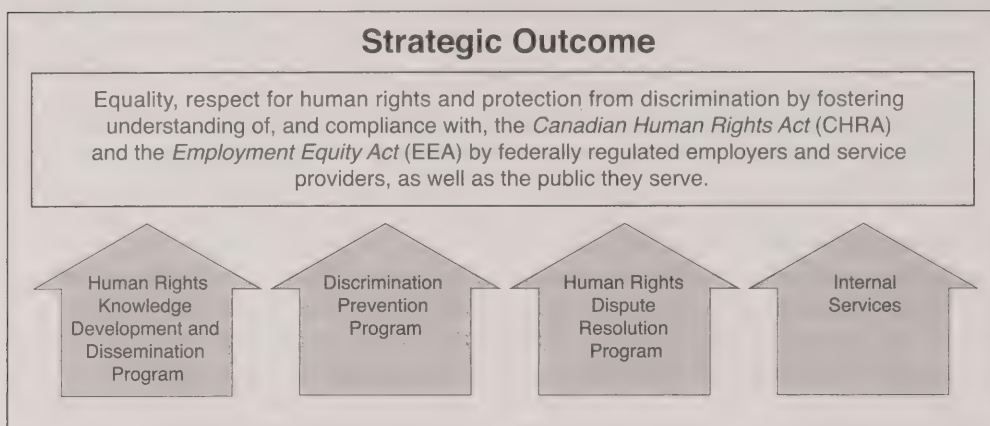 Strategic Outcome
Equality, respect for human rights and protection from discrimination by fostering
understanding of, and compliance with, the Canadian Human Rights Act (CHRA)
and the Employment Equity Act (EEA) by federally regulated employers and service
providers, as well as the public they serve.
Human Rights
Knowledge
Development and
Dissemination
Program
Discrimination
Prevention
Program
Human Rights
Dispute
Resolution
Program
Internal
Services